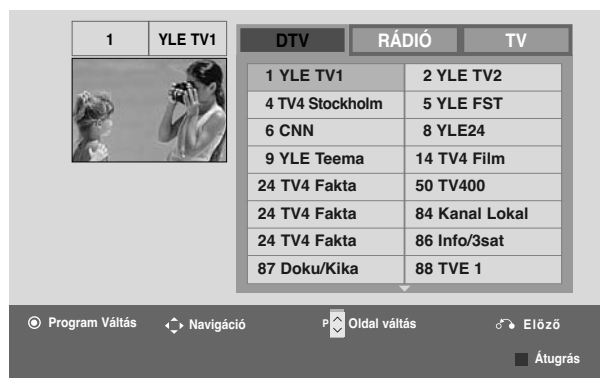 1 YLE TV1
DTV RÁDIÓ TV
1 YLE TV1 2 YLE TV2
4 TV4 Stockholm 5 YLE FST
6 CNN 8 YLE24
9 YLE Teema 14 TV4 Film
24 TV4 Fakta 50 TV400
24 TV4 Fakta 84 Kanal Lokal
24 TV4 Fakta 86 Info/3sat
87 Doku/Kika 88 TVE 1
Program Váltás Navigáció P Oldal váltás Elözö
Átugrás